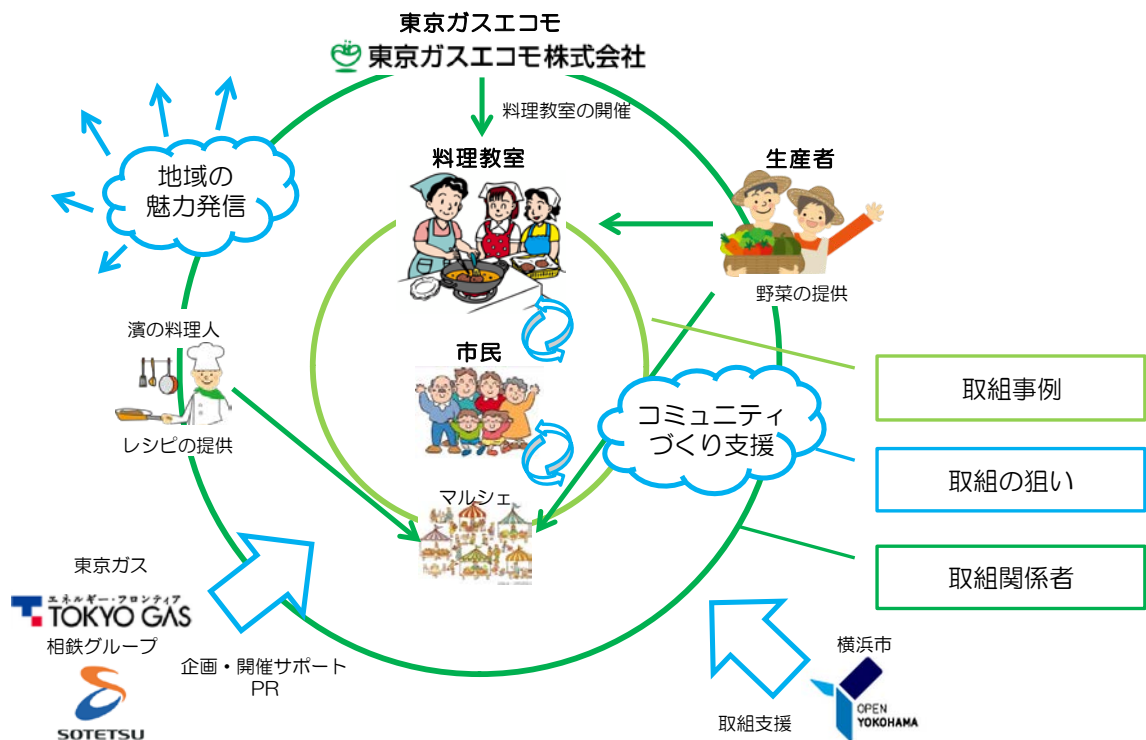 東京ガスエコモ
東京ガスエコモ株式会社
料理教室の開催
料理教室
生産者
地域の
魅力発信
野菜の提供
濱の料理人
レシピの提供
市民
コミュニティ
づくり支援
マルシェ
取組事例
取組の狙い
取組関係者
東京ガス
エネルギー・フロンティア
TOKYO GAS
相鉄グループ
SOTETSU
企画・開催サポート
PR
横浜市
OPEN
YOKOHAMA
取組支援